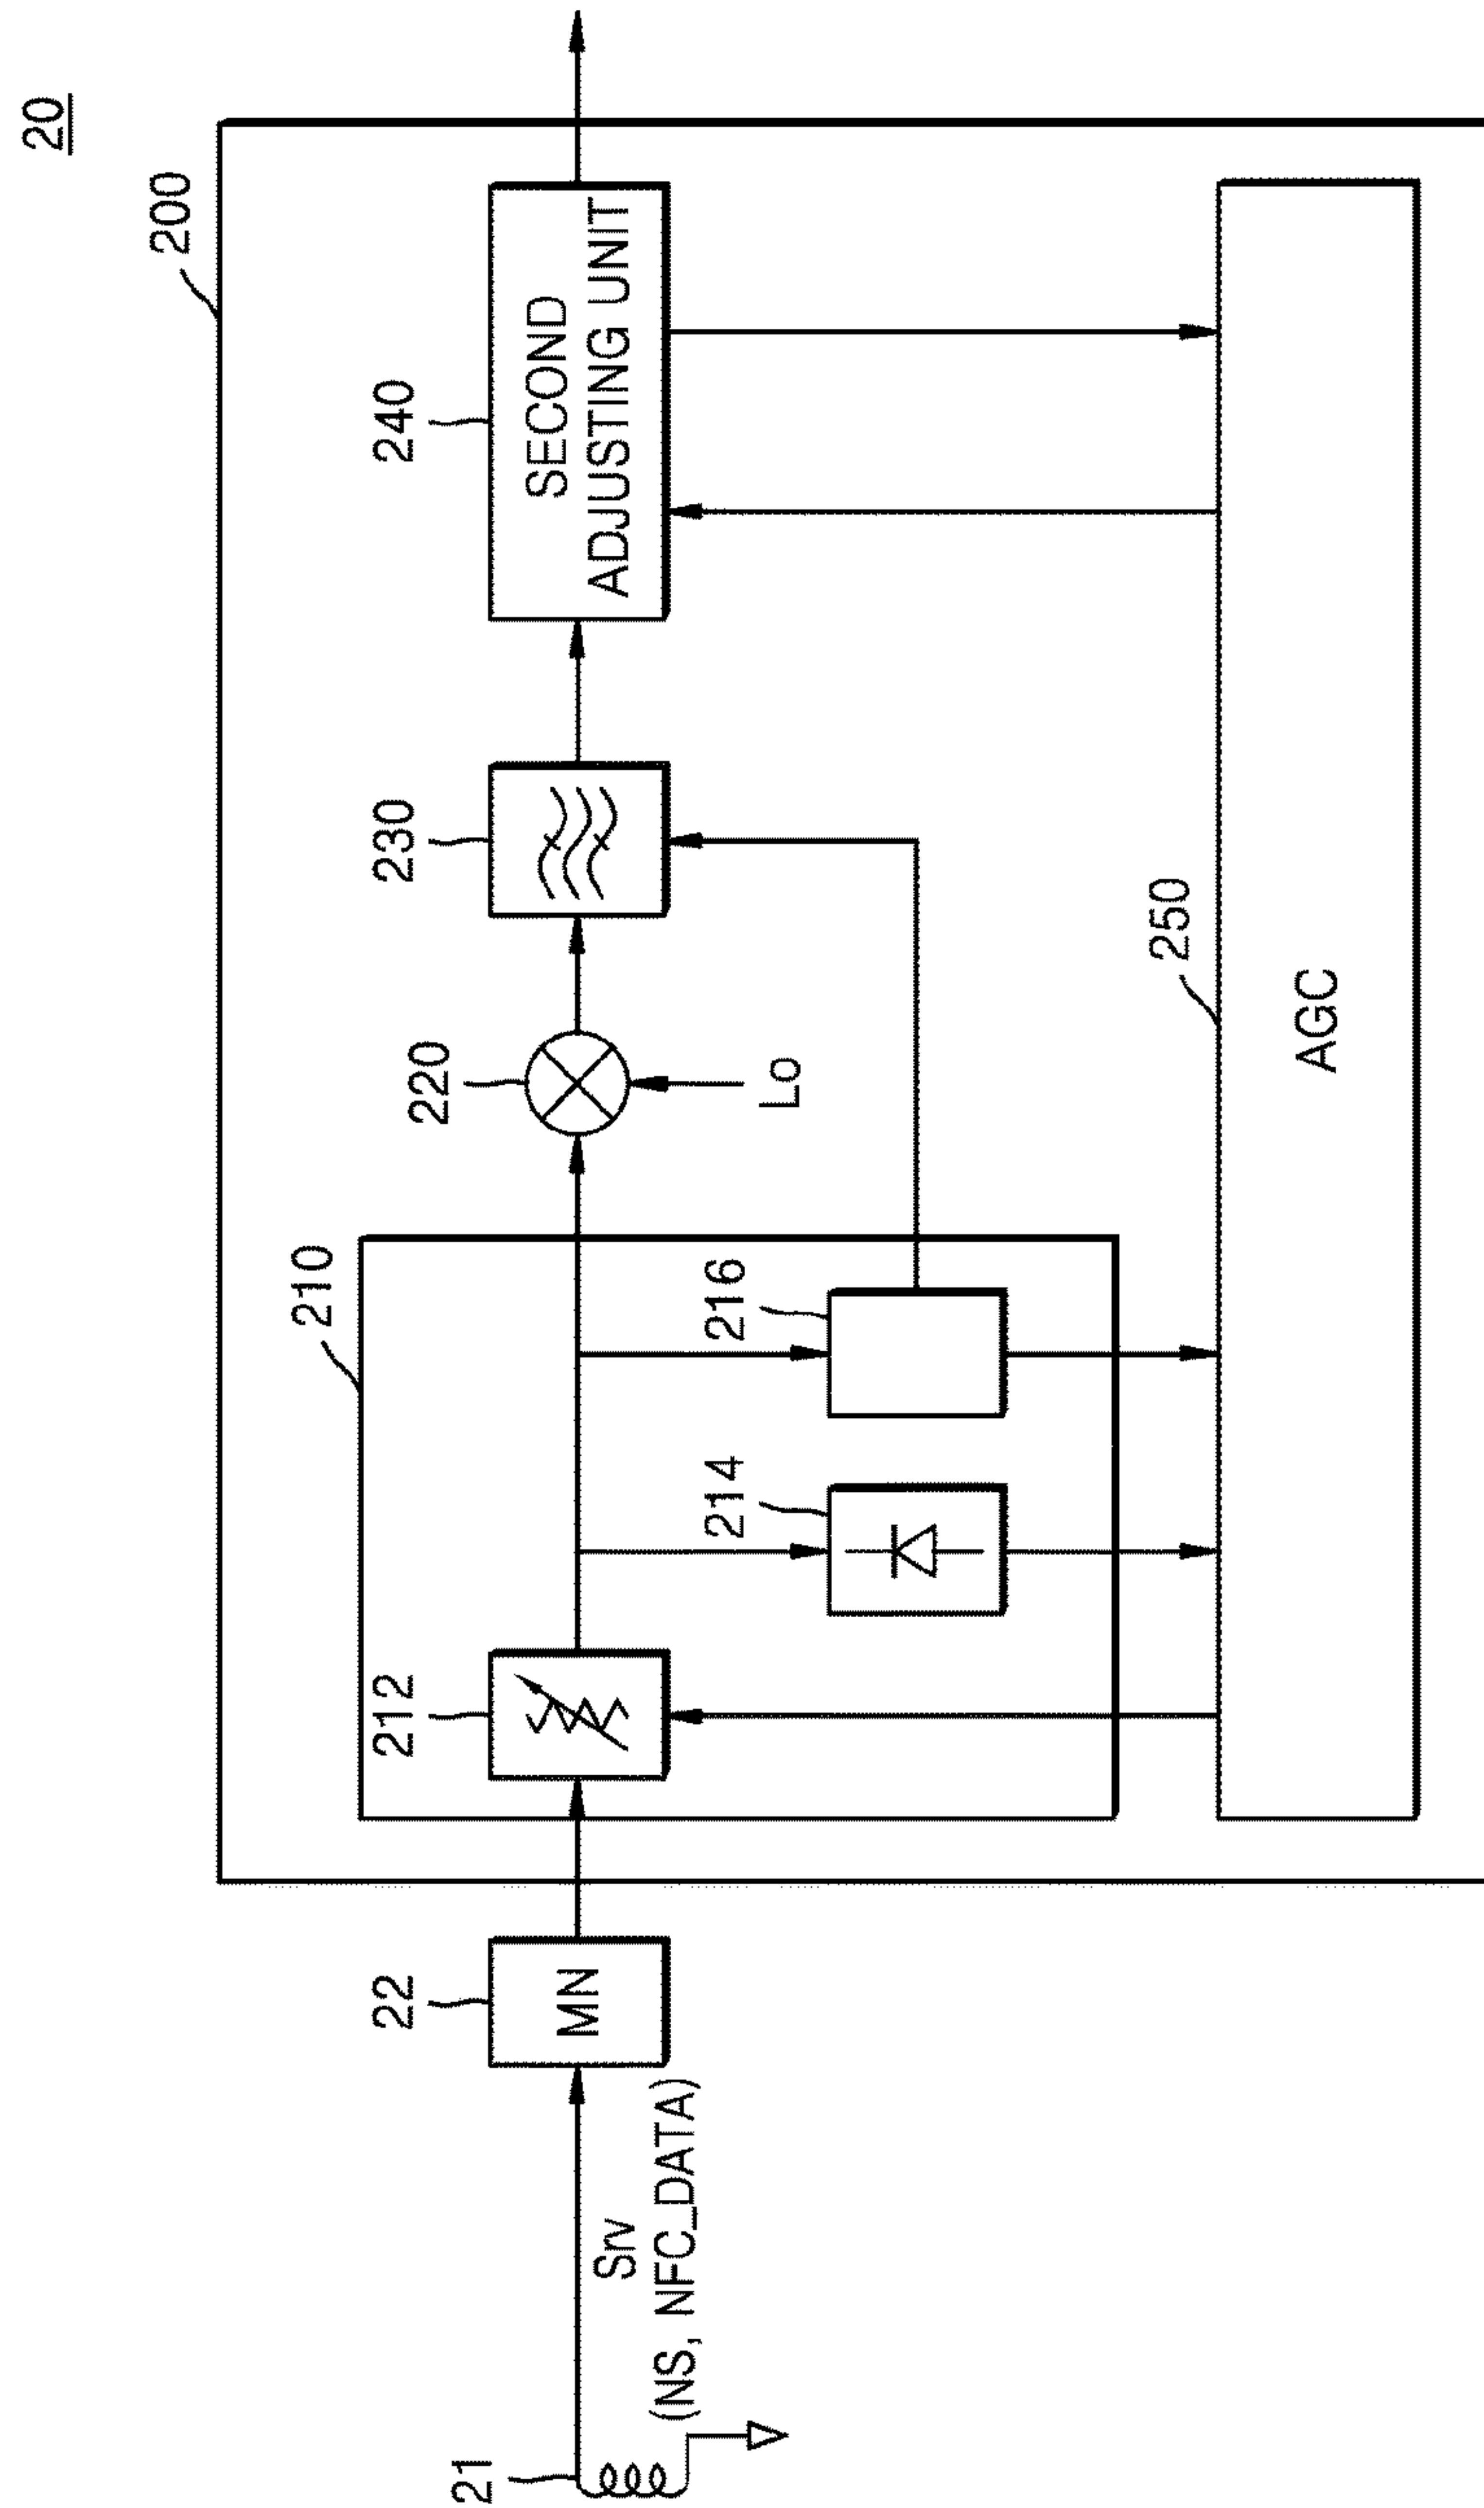 20
200
210
240
230
220
212
214
216
SECOND
ADJUSTING UNIT
Lo
22
MN
21
Srv
(NS, NFC_DATA)
250
AGC